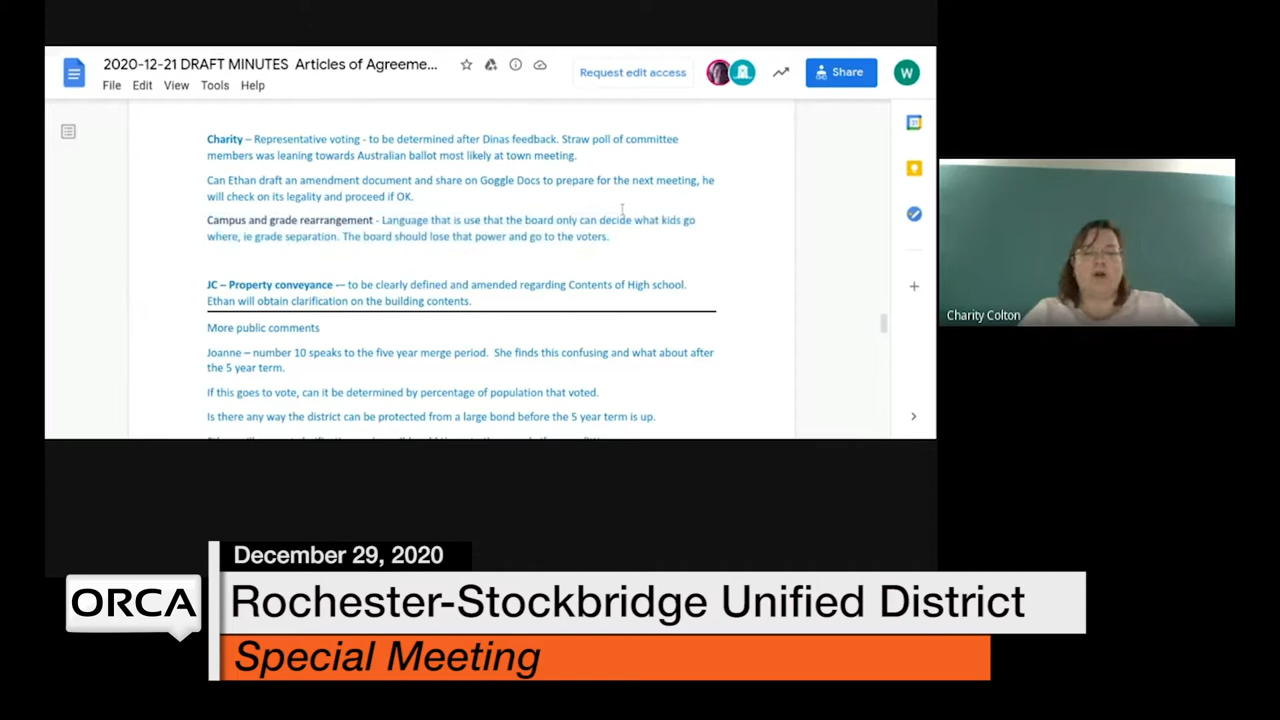 2020-12-21 DRAFT MINUTES Articles of Agreeme...
File Edit View Tools Help
Request edit access
Share
W
Charity – Representative voting - to be determined after Dinas feedback. Straw poll of committee
members was leaning towards Australian ballot most likely at town meeting.
Can Ethan draft an amendment document and share on Goggle Docs to prepare for the next meeting, he
will check on its legality and proceed if OK.
Campus and grade rearrangement - Language that is use that the board only can decide what kids go
where, ie grade separation. The board should lose that power and go to the voters.
JC – Property conveyance -– to be clearly defined and amended regarding Contents of High school.
Ethan will obtain clarification on the building contents.
More public comments
Joanne – number 10 speaks to the five year merge period. She finds this confusing and what about after
the 5 year term.
If this goes to vote, can it be determined by percentage of population that voted.
Is there any way the district can be protected from a large bond before the 5 year term is up.
Charity Colton
December 29, 2020
ORCA
Rochester-Stockbridge Unified District
Special Meeting